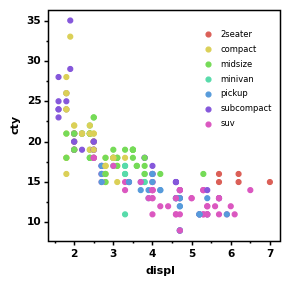 35
30
25
20
15
10
cty
2seater
compact
midsize
minivan
pickup
subcompact
suv
2 3 4 5 6 7
displ